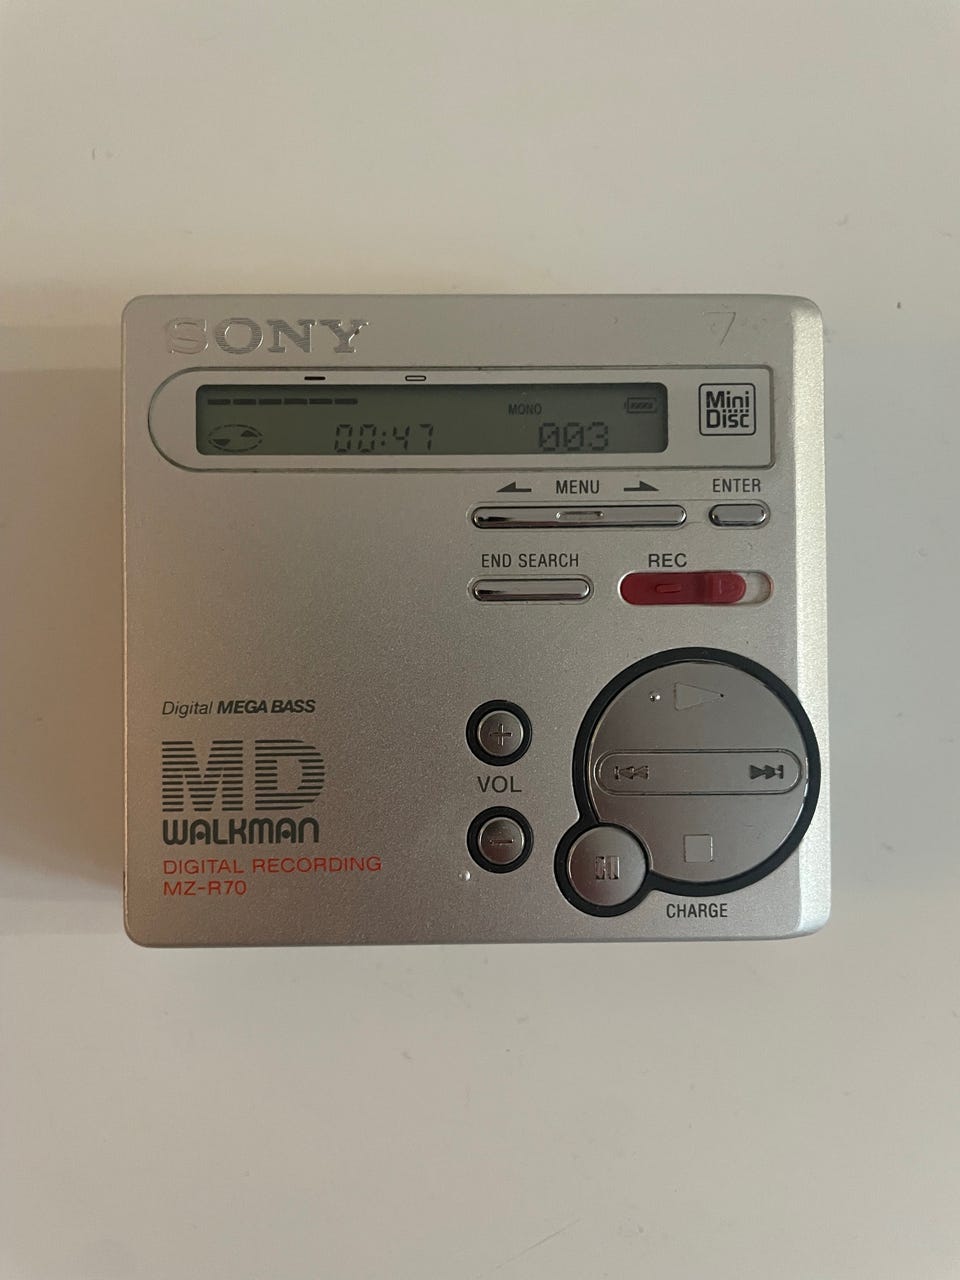 SONY
7
MONO
00:47 003
Mini
Disc
MENU ENTER
END SEARCH REC
Digital MEGA BASS
MD
WALKMAN
VOL
DIGITAL RECORDING
MZ-R70
CHARGE